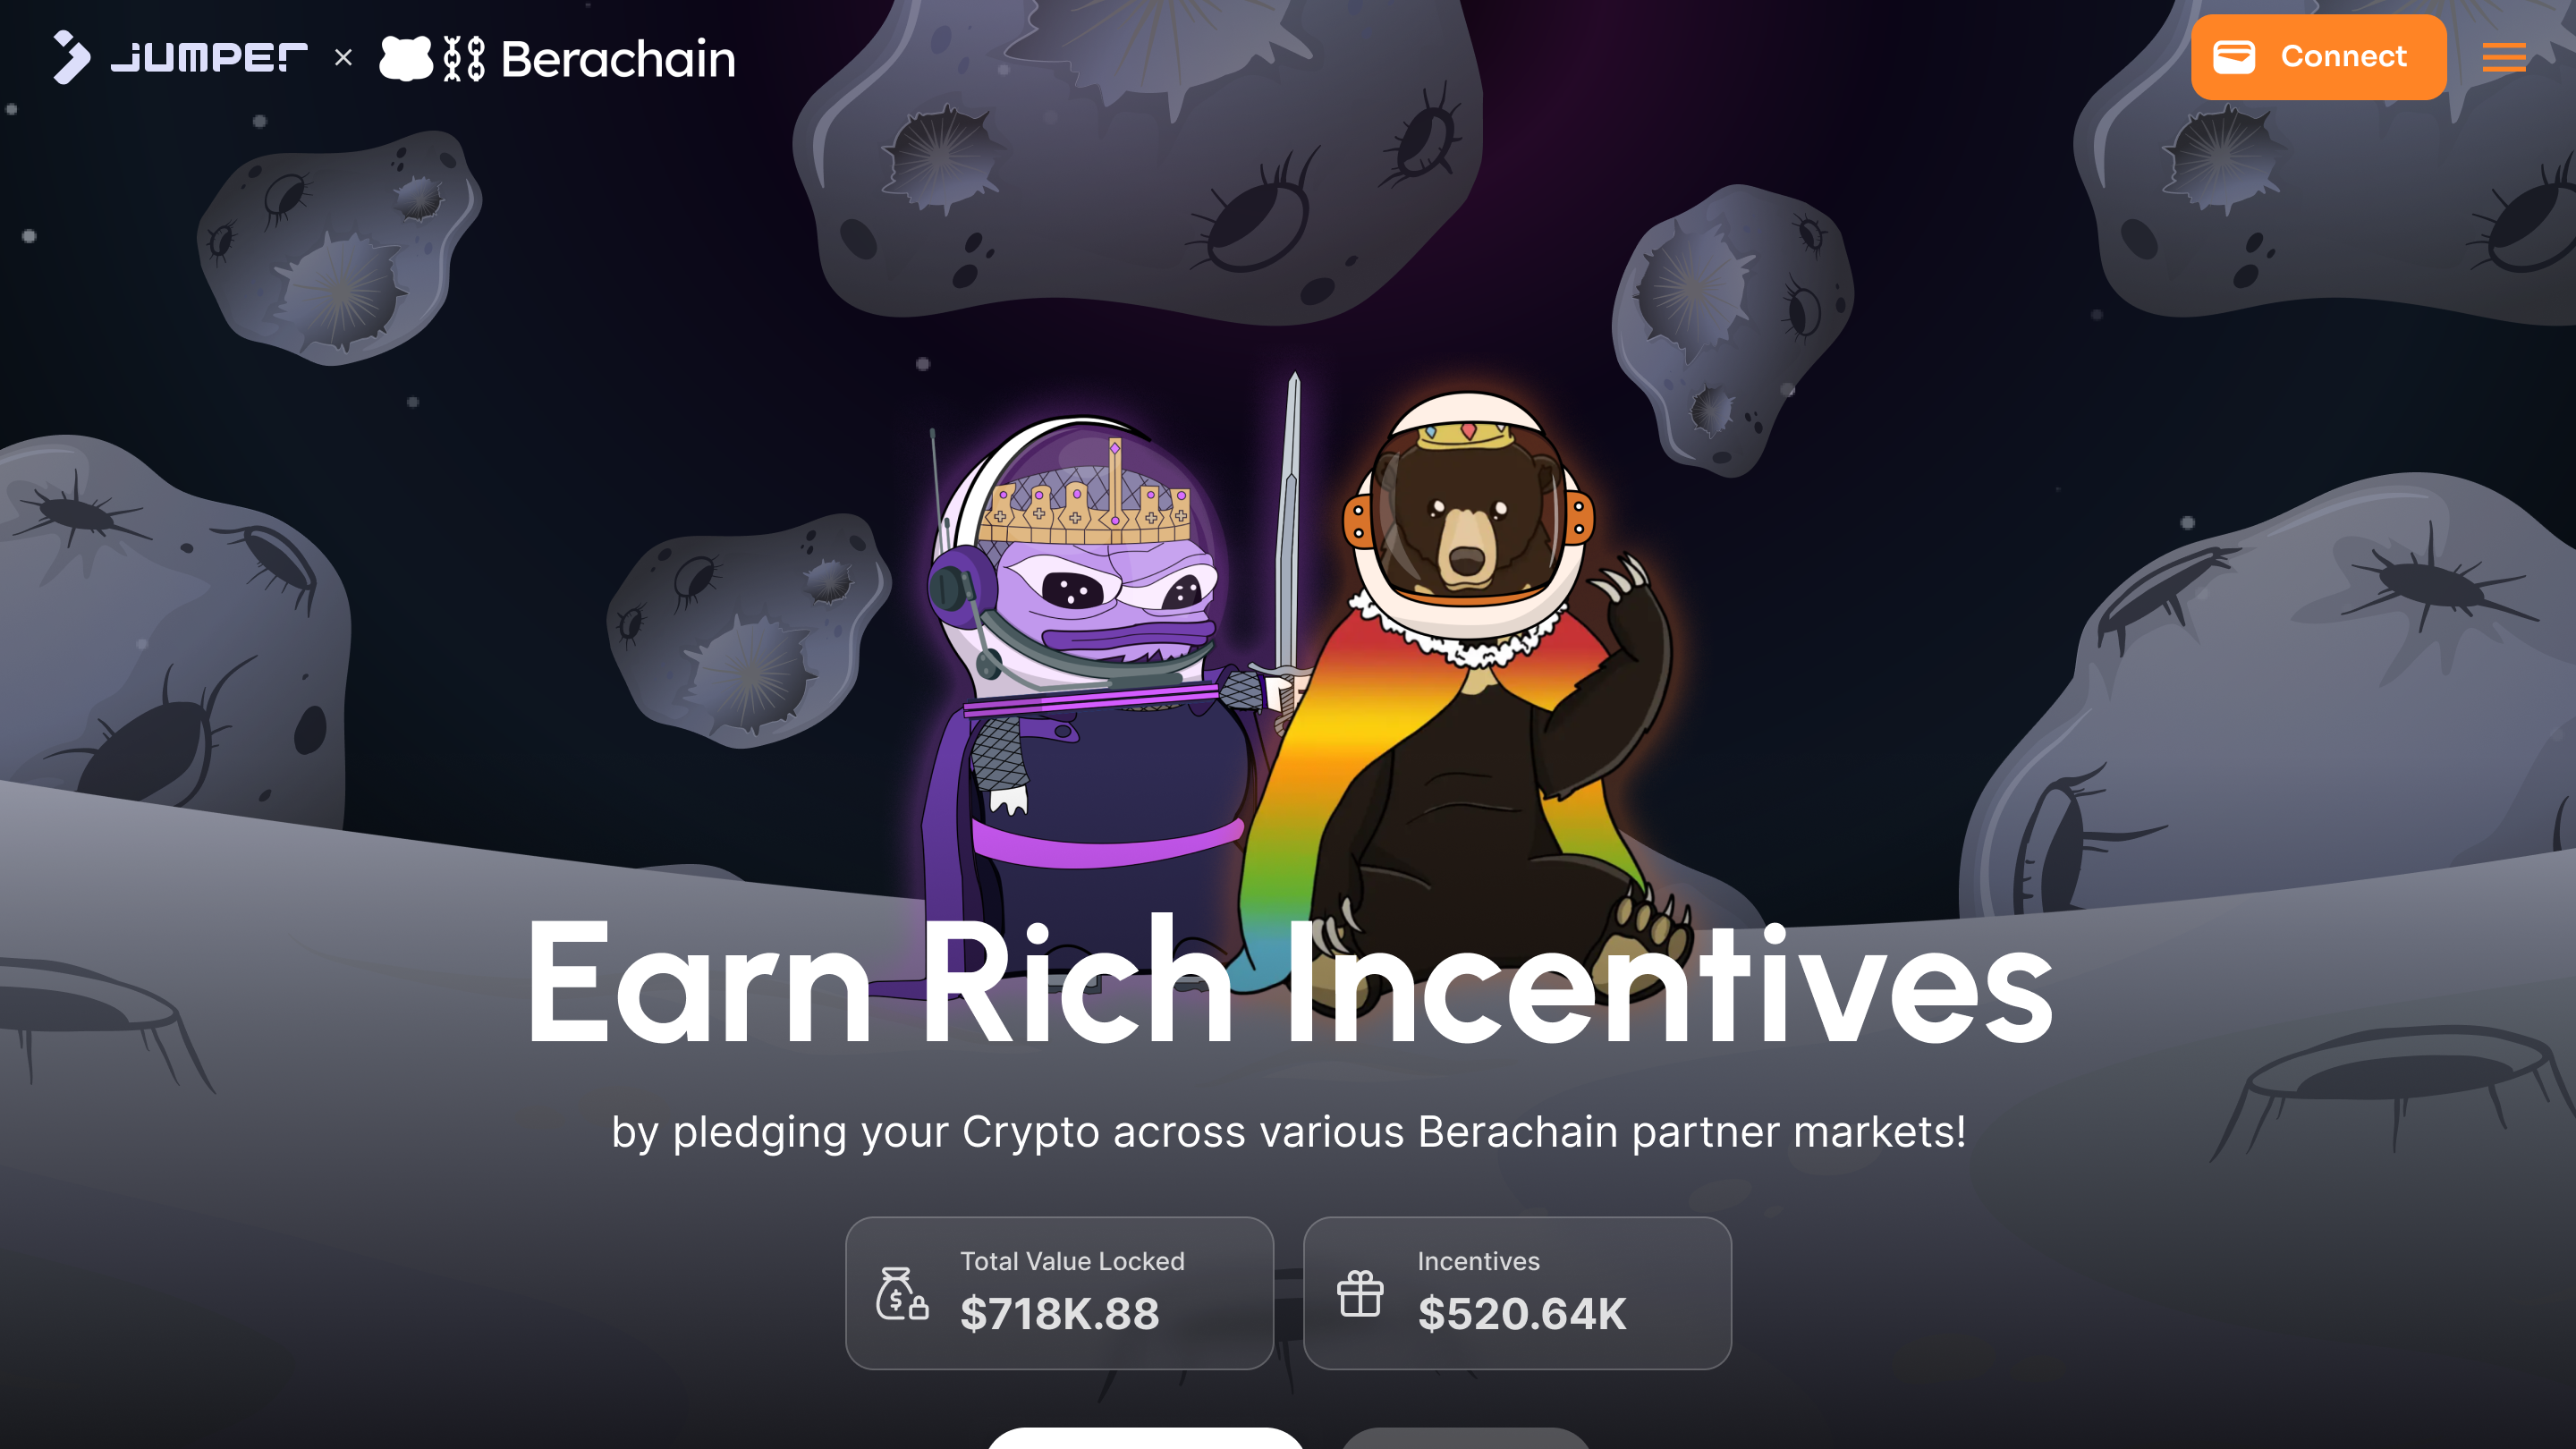 JUMPER × Berachain
Connect
Earn Rich Incentives
by pledging your Crypto across various Berachain partner markets!
Total Value Locked
$718K.88
Incentives
$520.64K